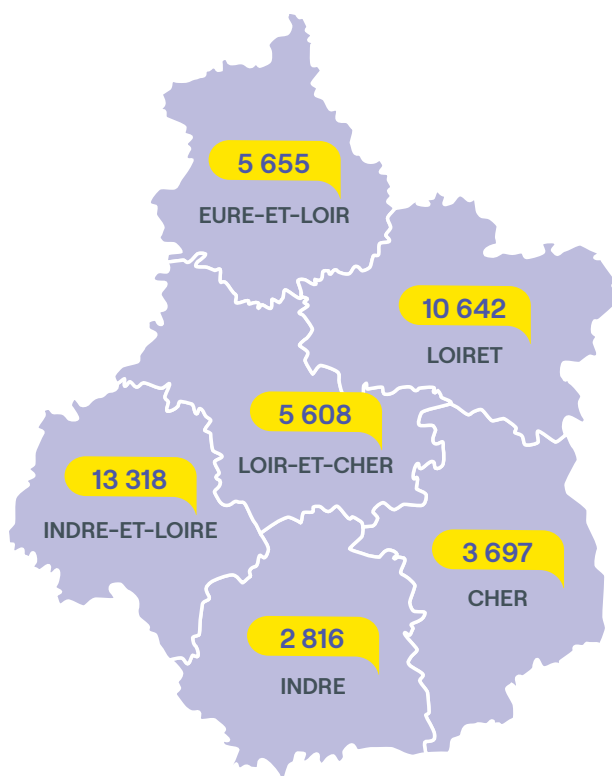 5 655
EURE-ET-LOIR
10 642
LOIRET
5 608
LOIR-ET-CHER
13 318
INDRE-ET-LOIRE
3 697
CHER
2 816
INDRE